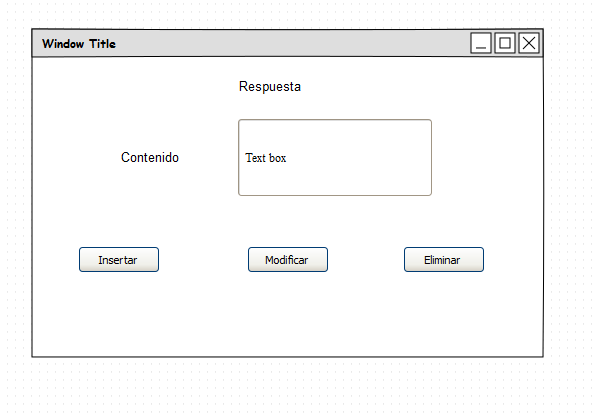 Window Title
Respuesta
Contenido
Text box
Insertar
Modificar
Eliminar